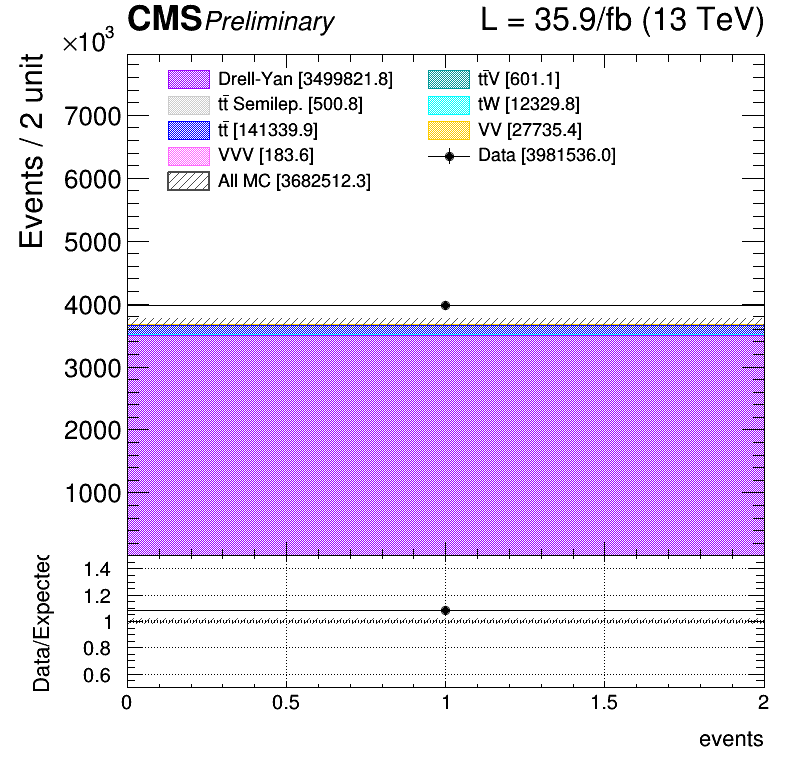 CMS Preliminary L = 35.9/fb (13 TeV)
×10³
Events / 2 unit
Drell-Yan [3499821.8]
tt̄ Semilep. [500.8]
tt̄ [141339.9]
VVV [183.6]
All MC [3682512.3]
tt̄V [601.1]
tW [12329.8]
VV [27735.4]
Data [3981536.0]
7000
6000
5000
4000
3000
2000
1000
Data/Expected
1.4
1.2
1
0.8
0.6
0 0.5 1 1.5 2
events